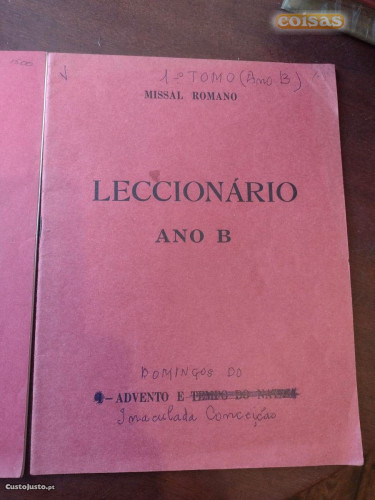 coisas
1º TOMO (Ano B)
MISSAL ROMANO
LECCIONÁRIO
ANO B
DOMINGOS DO
- ADVENTO E TEMPO DO NATAL
Imaculada Conceição
CustoJusto.pt